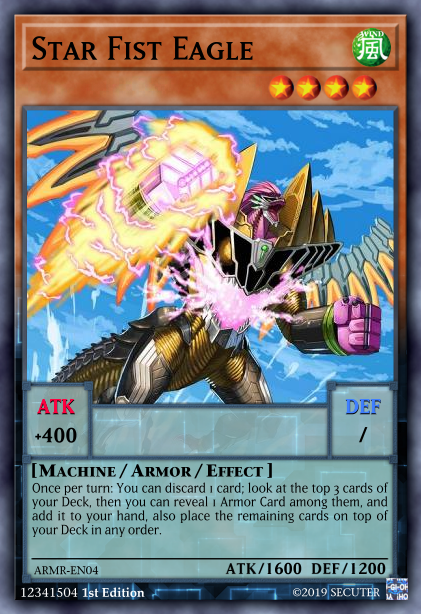 STAR FIST EAGLE
WIND
風
ATK
DEF
+400
/
[MACHINE / ARMOR / EFFECT ]
Once per turn: You can discard 1 card; look at the top 3 cards of
your Deck, then you can reveal 1 Armor Card among them, and
add it to your hand, also place the remaining cards on top of
your Deck in any order.
ARMR-EN04
ATK/1600 DEF/1200
12341504 1st Edition
©2019 SECUTER